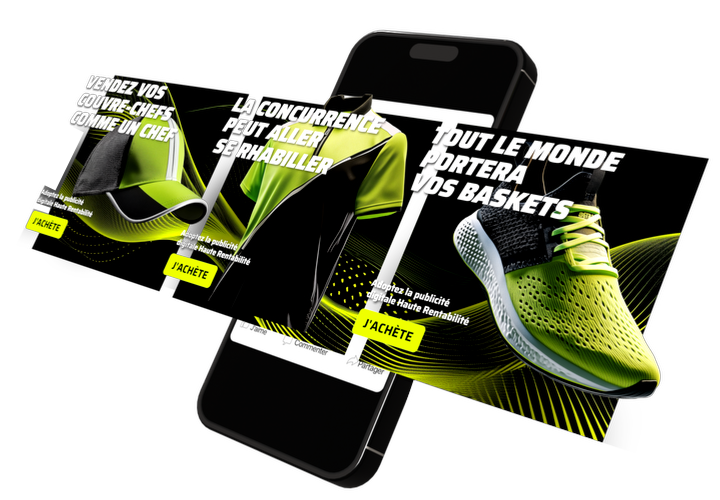 VENDEZ VOS
COUVRE-CHEFS
COMME UN CHEF
Adoptez la publicité
digitale Haute Rentabilité
J'ACHÈTE
LA CONCURRENCE
PEUT ALLER
SE RHABILLER
Adoptez la publicité
digitale Haute Rentabilité
J'ACHÈTE
TOUT LE MONDE
PORTERA
VOS BASKETS
Adoptez la publicité
digitale Haute Rentabilité
J'ACHÈTE
J'aime
Commenter
Partager